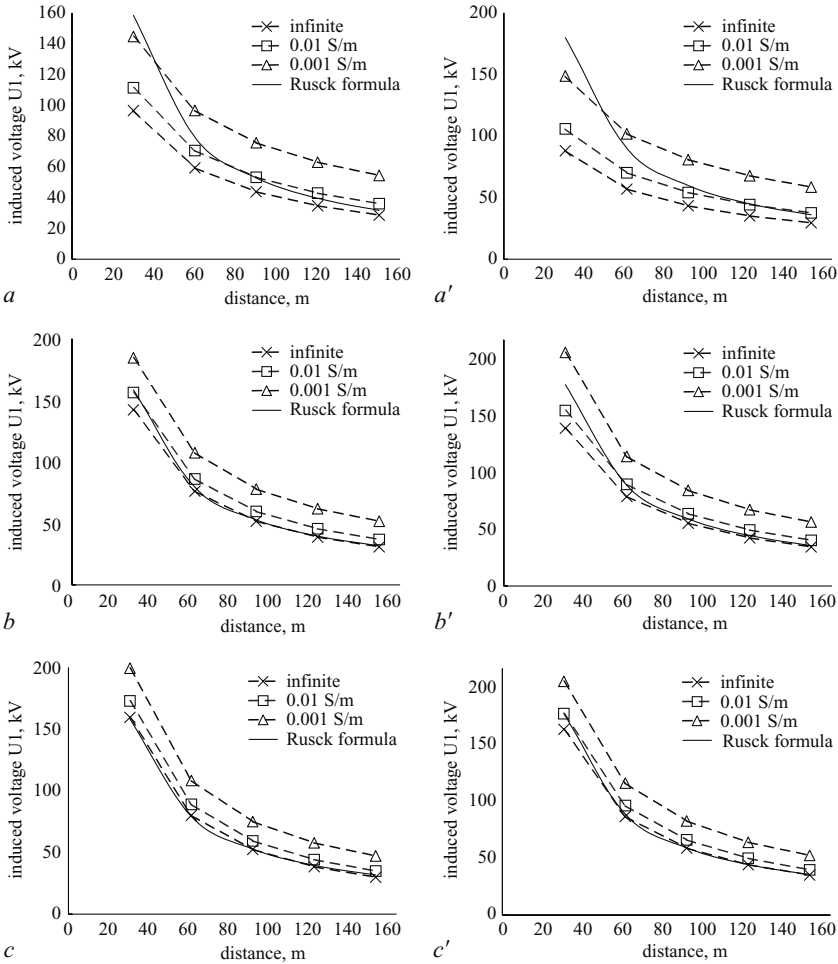 160
140
120
100
80
60
40
20
0
induced voltage U1, kV
infinite
0.01 S/m
0.001 S/m
Rusck formula
0 20 40 60 80 100 120 140 160
distance, m
a
200
150
100
50
0
induced voltage U1, kV
infinite
0.01 S/m
0.001 S/m
Rusck formula
0 20 40 60 80 100 120 140 160
distance, m
a′
200
150
100
50
0
induced voltage U1, kV
infinite
0.01 S/m
0.001 S/m
Rusck formula
0 20 40 60 80 100 120 140 160
distance, m
b
200
150
100
50
0
induced voltage U1, kV
infinite
0.01 S/m
0.001 S/m
Rusck formula
0 20 40 60 80 100 120 140 160
distance, m
b′
200
150
100
50
0
induced voltage U1, kV
infinite
0.01 S/m
0.001 S/m
Rusck formula
0 20 40 60 80 100 120 140 160
distance, m
c
200
150
100
50
0
induced voltage U1, kV
infinite
0.01 S/m
0.001 S/m
Rusck formula
0 20 40 60 80 100 120 140 160
distance, m
c′